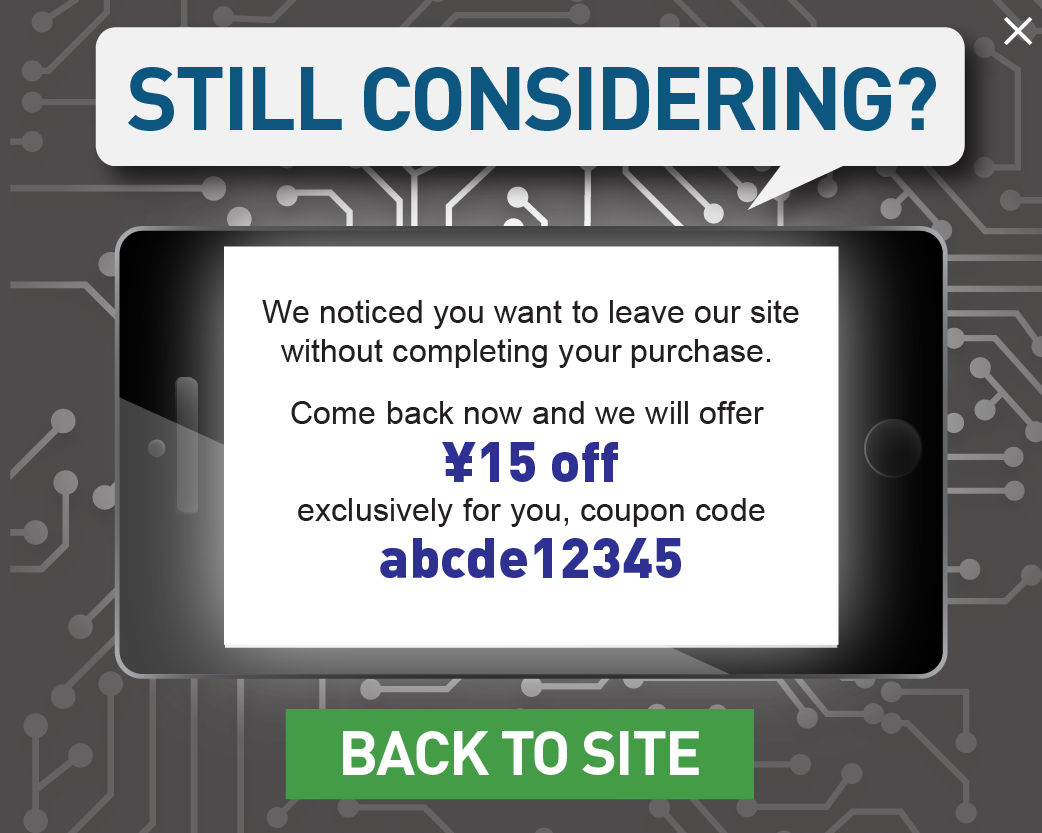 STILL CONSIDERING?
We noticed you want to leave our site
without completing your purchase.
Come back now and we will offer
¥15 off
exclusively for you, coupon code
abcde12345
BACK TO SITE